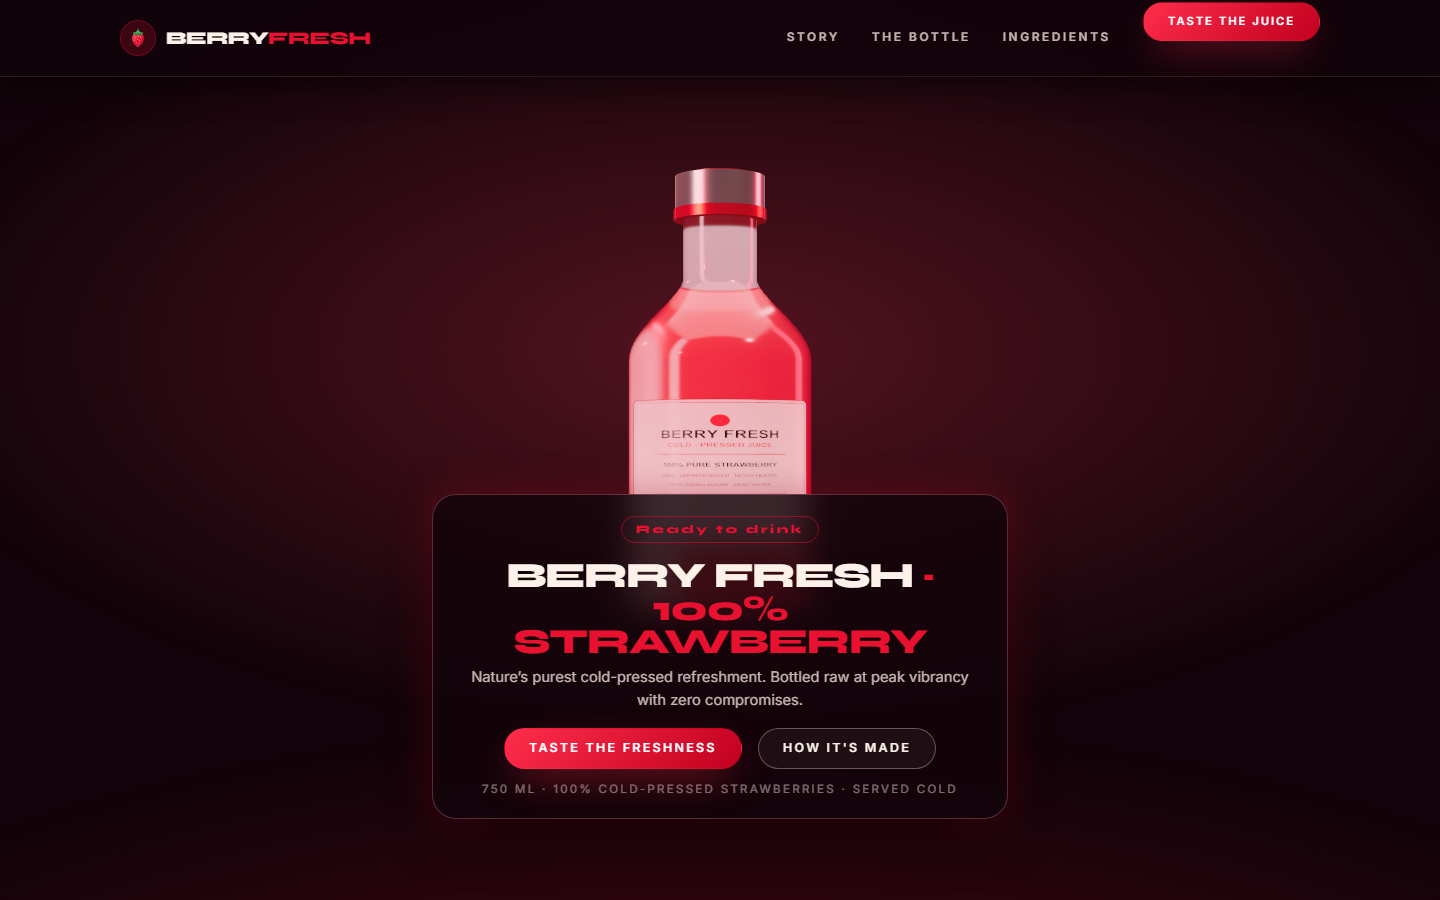 BERRYFRESH
STORY
THE BOTTLE
INGREDIENTS
TASTE THE JUICE
BERRY FRESH
COLD - PRESSED JUICE
100% PURE STRAWBERRY
Ready to drink
BERRY FRESH -
100%
STRAWBERRY
Nature's purest cold-pressed refreshment. Bottled raw at peak vibrancy
with zero compromises.
TASTE THE FRESHNESS
HOW IT'S MADE
750 ML · 100% COLD-PRESSED STRAWBERRIES · SERVED COLD